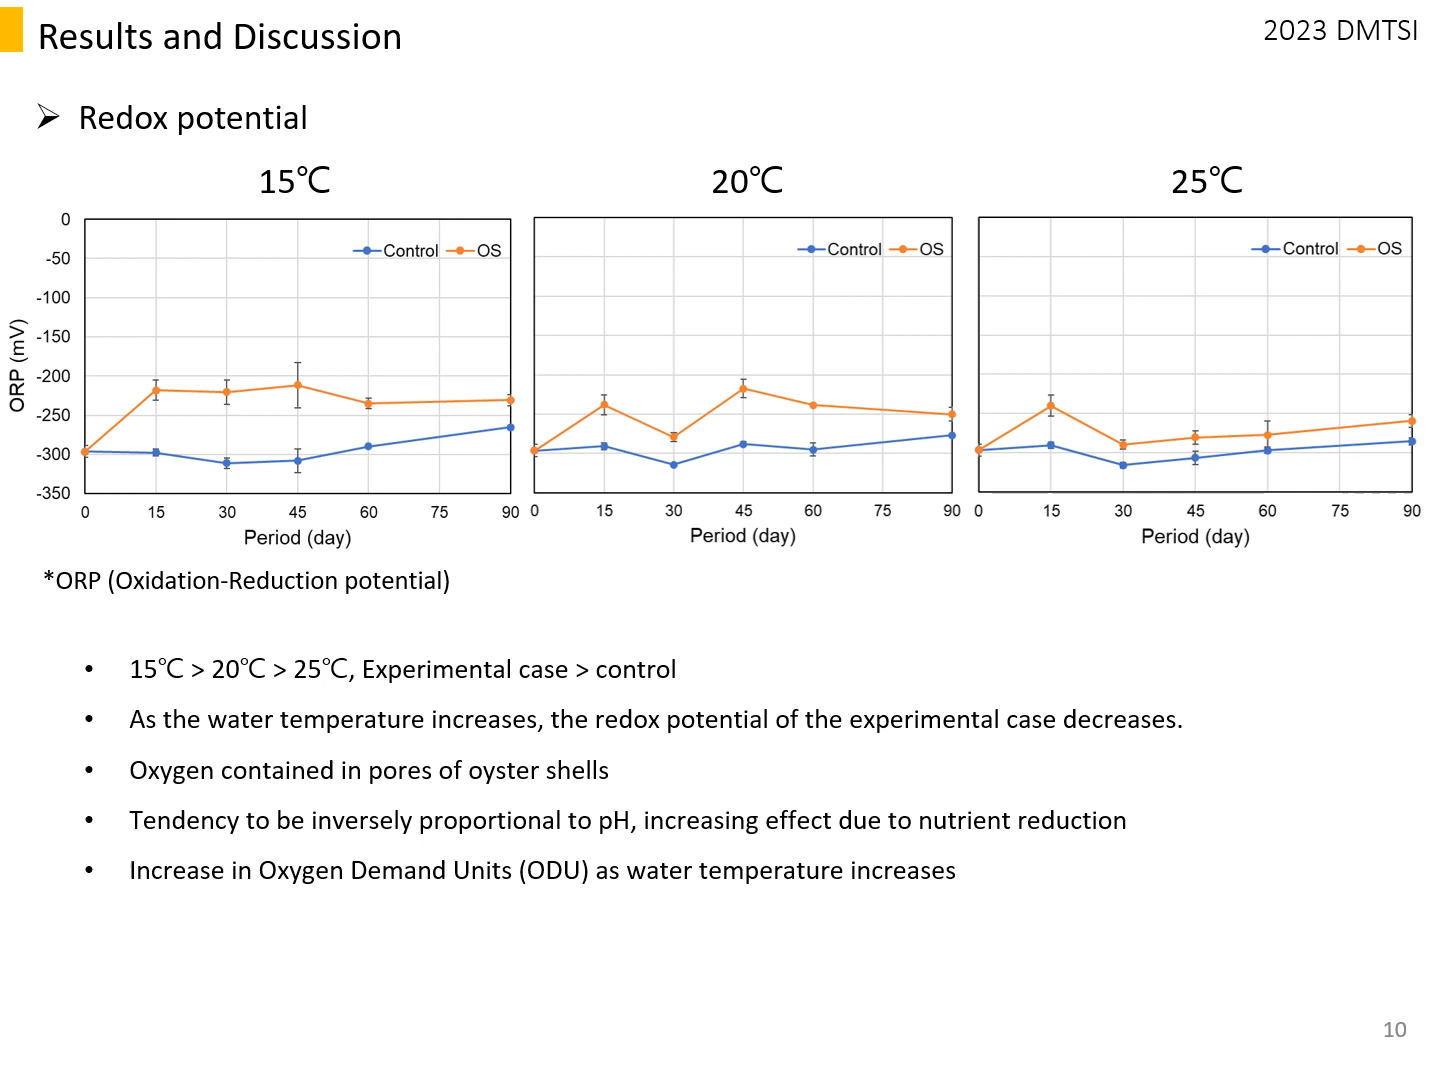 Results and Discussion
2023 DMTSI
➢ Redox potential
15℃
20℃
25℃
0
-50
-100
-150
-200
-250
-300
-350
ORP (mV)
Control OS
0 15 30 45 60 75 90
Period (day)
Control OS
0 15 30 45 60 75 90
Period (day)
Control OS
0 15 30 45 60 75 90
Period (day)
*ORP (Oxidation-Reduction potential)
• 15℃ > 20℃ > 25℃, Experimental case > control
• As the water temperature increases, the redox potential of the experimental case decreases.
• Oxygen contained in pores of oyster shells
• Tendency to be inversely proportional to pH, increasing effect due to nutrient reduction
• Increase in Oxygen Demand Units (ODU) as water temperature increases
10